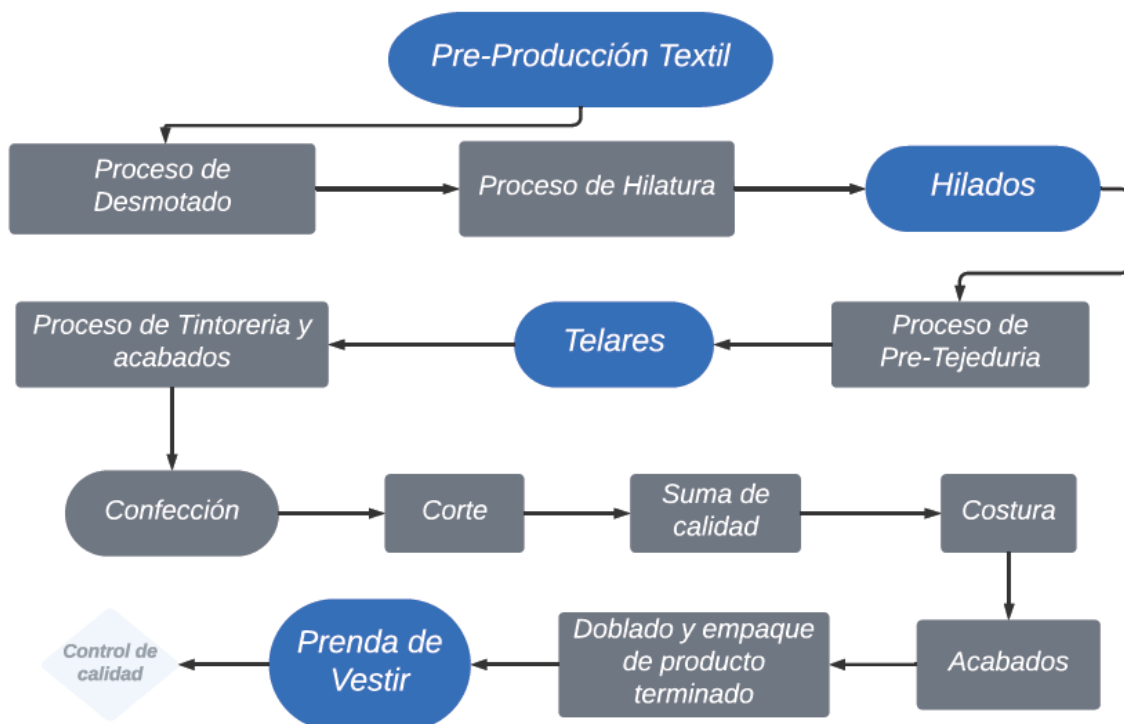 Pre-Producción Textil
Proceso de
Desmotado
Proceso de Hilatura
Hilados
Proceso de Tintoreria y
acabados
Telares
Proceso de
Pre-Tejeduria
Confección
Corte
Suma de
calidad
Costura
Control de
calidad
Prenda de
Vestir
Doblado y empaque
de producto
terminado
Acabados